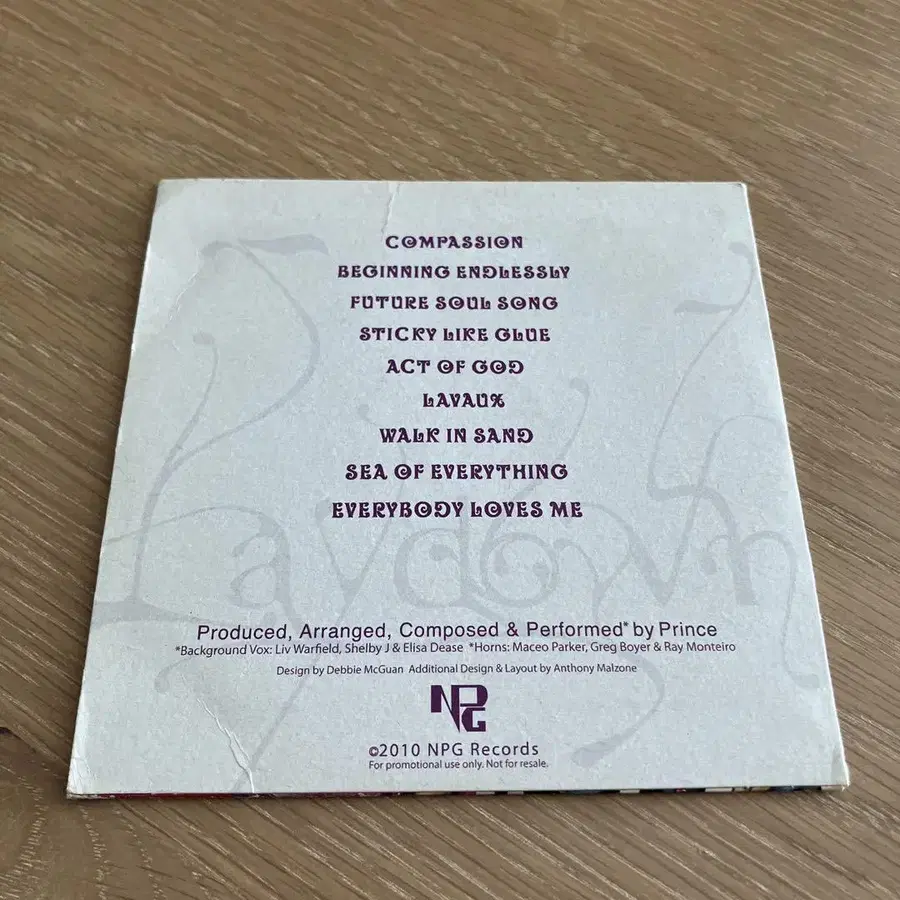 COMPASSION
BEGINNING ENDLESSLY
FUTURE SOUL SONG
STICKY LIKE GLUE
ACT OF GOD
LAVAUX
WALK IN SAND
SEA OF EVERYTHING
EVERYBODY LOVES ME
Laydown
Produced, Arranged, Composed & Performed* by Prince
*Background Vox: Liv Warfield, Shelby J & Elisa Dease *Horns: Maceo Parker, Greg Boyer & Ray Monteiro
Design by Debbie McGuan Additional Design & Layout by Anthony Malzone
NPG
©2010 NPG Records
For promotional use only. Not for resale.